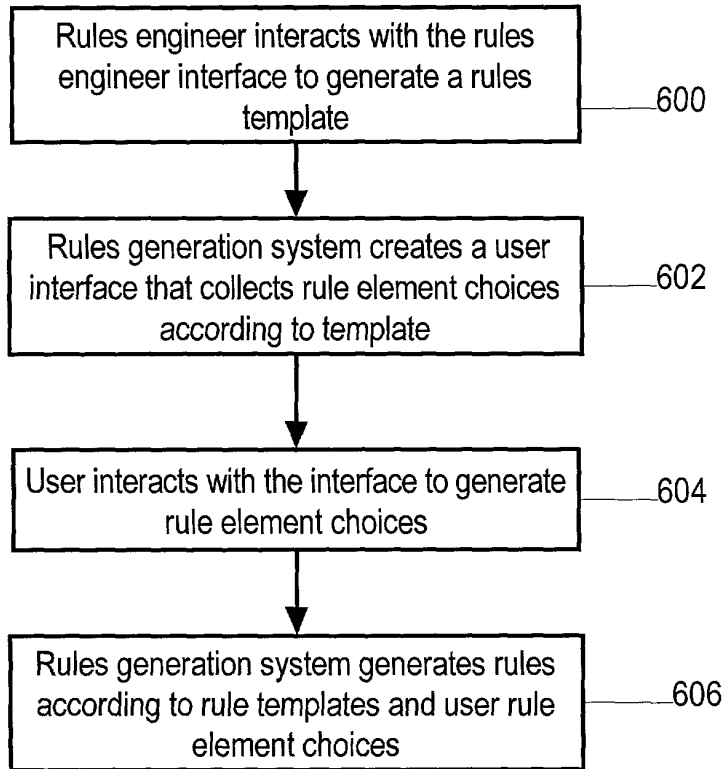 Rules engineer interacts with the rules
engineer interface to generate a rules
template
600
Rules generation system creates a user
interface that collects rule element choices
according to template
602
User interacts with the interface to generate
rule element choices
604
Rules generation system generates rules
according to rule templates and user rule
element choices
606